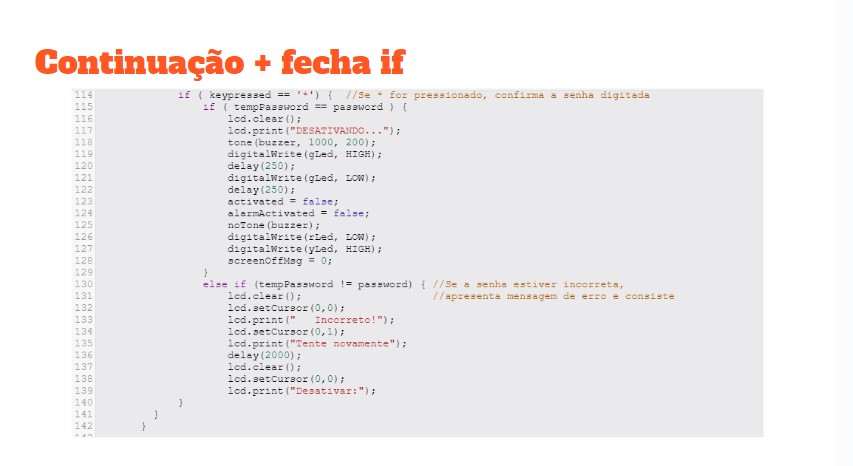 Continuação + fecha if
114 if ( keypressed == '*') { //Se * for pressionado, confirma a senha digitada
115 if ( tempPassword == password ) {
116 lcd.clear();
117 lcd.print("DESATIVANDO...");
118 tone(buzzer, 1000, 200);
119 digitalWrite(gLed, HIGH);
120 delay(250);
121 digitalWrite(gLed, LOW);
122 delay(250);
123 activated = false;
124 alarmActivated = false;
125 noTone(buzzer);
126 digitalWrite(rLed, LOW);
127 digitalWrite(yLed, HIGH);
128 screenOffMsg = 0;
129 }
130 else if (tempPassword != password) { //Se a senha estiver incorreta,
131 lcd.clear(); //apresenta mensagem de erro e consiste
132 lcd.setCursor(0,0);
133 lcd.print("   Incorreto!");
134 lcd.setCursor(0,1);
135 lcd.print("Tente novamente");
136 delay(2000);
137 lcd.clear();
138 lcd.setCursor(0,0);
139 lcd.print("Desativar:");
140 }
141 }
142 }